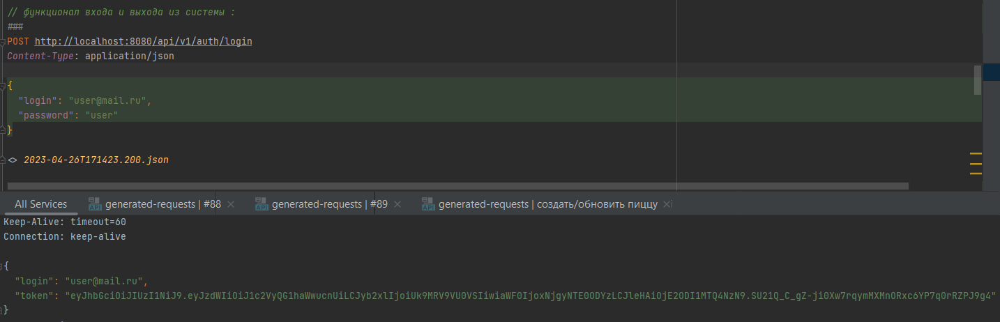 // функционал входа и выхода из системы :
###
POST http://localhost:8080/api/v1/auth/login
Content-Type: application/json
{
"login": "user@mail.ru",
"password": "user"
}
<> 2023-04-26T171423.200.json
All Services generated-requests | #88 generated-requests | #89 generated-requests | создать/обновить пиццу
Keep-Alive: timeout=60
Connection: keep-alive
{
"login": "user@mail.ru",
"token": "eyJhbGciOiJIUzI1NiJ9.eyJzdWIiOiJ1c2VyQG1haWwucnUiLCJyb2xlIjoiUk9MRV9VU0VSIiwiaWF0IjoxNjgyNTE0ODYzLCJleHAiOjE2ODI1MTQ4NzN9.SU21Q_C_gZ-ji0Xw7rqymMXMnORxc6YP7q0rRZPJ9g4"
}